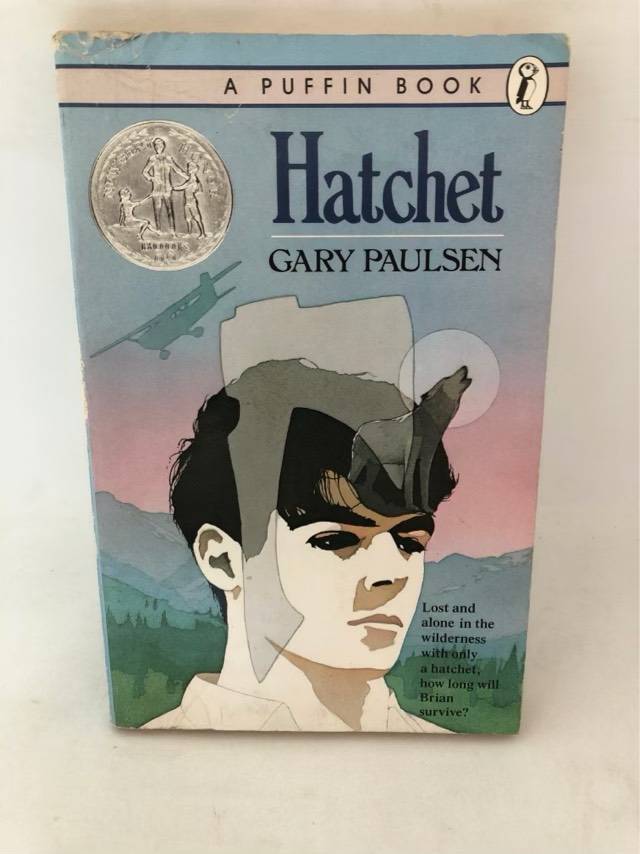 A PUFFIN BOOK
Hatchet
GARY PAULSEN
Lost and
alone in the
wilderness
with only
a hatchet,
how long will
Brian
survive?